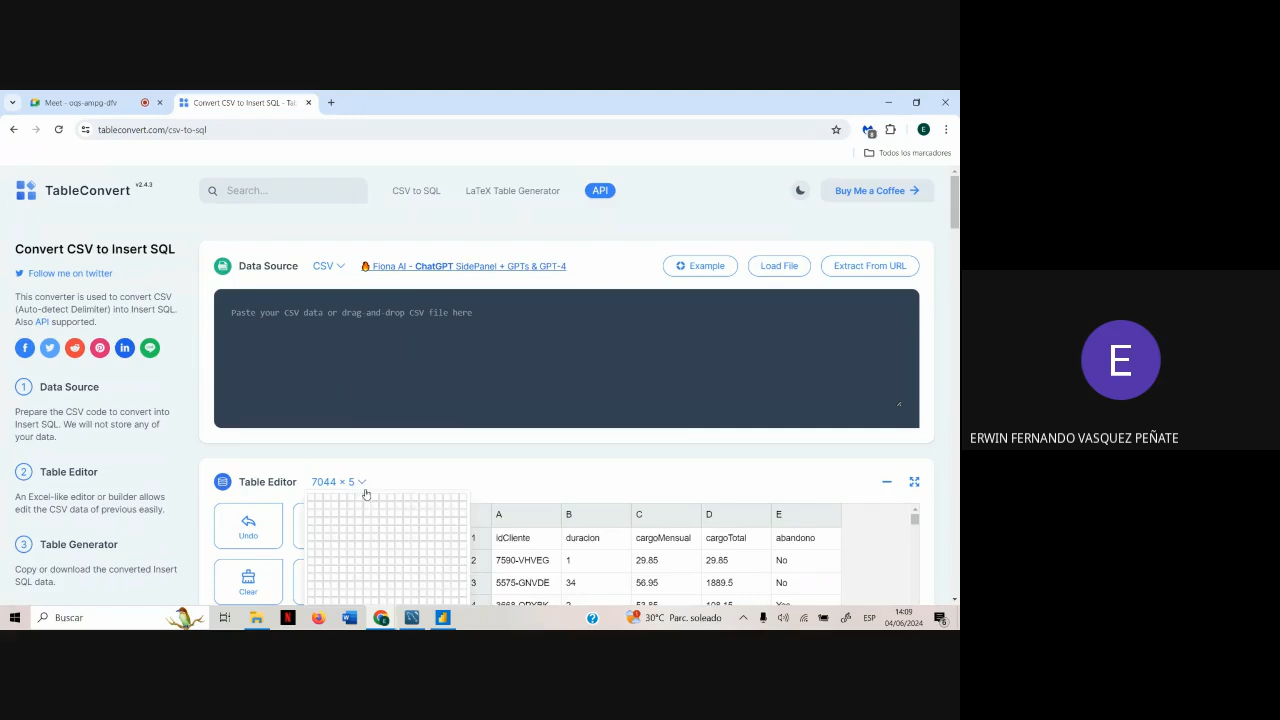 Meet - oqs-ampg-dfv
Convert CSV to Insert SQL - Tab
tableconvert.com/csv-to-sql
E
Todos los marcadores
TableConvert v2.4.3
Search...
CSV to SQL
LaTeX Table Generator
API
Buy Me a Coffee →
Convert CSV to Insert SQL
Follow me on twitter
This converter is used to convert CSV
(Auto-detect Delimiter) into Insert SQL.
Also API supported.
1 Data Source
Prepare the CSV code to convert into
Insert SQL. We will not store any of
your data.
2 Table Editor
An Excel-like editor or builder allows
edit the CSV data of previous easily.
3 Table Generator
Copy or download the converted Insert
SQL data.
Data Source
CSV
Fiona AI - ChatGPT SidePanel + GPTs & GPT-4
Example
Load File
Extract From URL
Paste your CSV data or drag-and-drop CSV file here
Table Editor
7044 × 5
Undo
Clear
A B C D E
1 idCliente duracion cargoMensual cargoTotal abandono
2 7590-VHVEG 1 29.85 29.85 No
3 5575-GNVDE 34 56.95 1889.5 No
3668-QPYBK 2 53.85 108.15 Yes
Buscar
30°C Parc. soleado
ESP
14:09
04/06/2024
E
ERWIN FERNANDO VASQUEZ PEÑATE